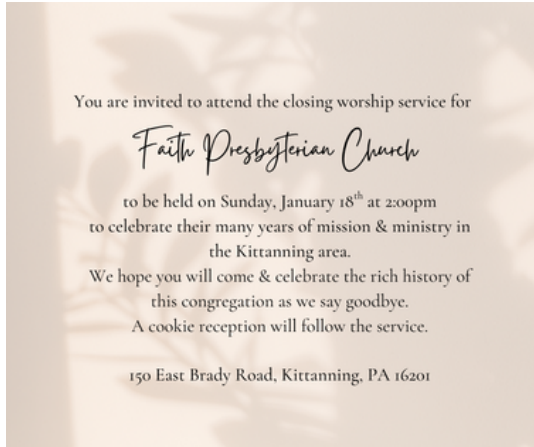 You are invited to attend the closing worship service for
Faith Presbyterian Church
to be held on Sunday, January 18th at 2:00pm
to celebrate their many years of mission & ministry in
the Kittanning area.
We hope you will come & celebrate the rich history of
this congregation as we say goodbye.
A cookie reception will follow the service.
150 East Brady Road, Kittanning, PA 16201